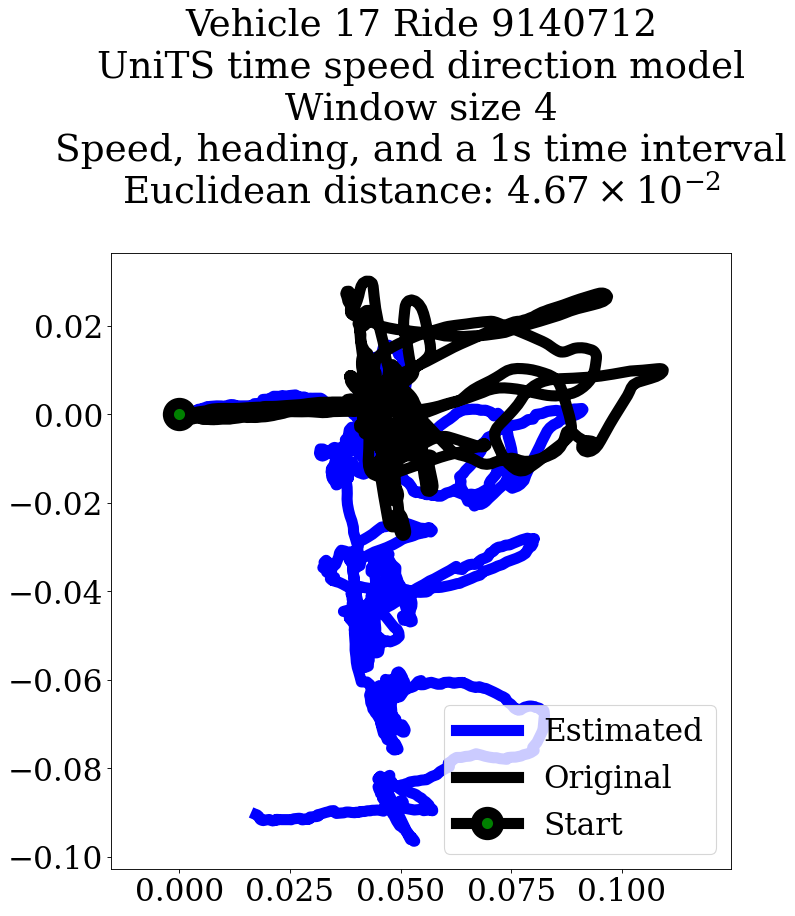 Vehicle 17 Ride 9140712
UniTS time speed direction model
Window size 4
Speed, heading, and a 1s time interval
Euclidean distance: 4.67 × 10⁻²
0.02
0.00
−0.02
−0.04
−0.06
−0.08
−0.10
Estimated
Original
Start
0.000 0.025 0.050 0.075 0.100